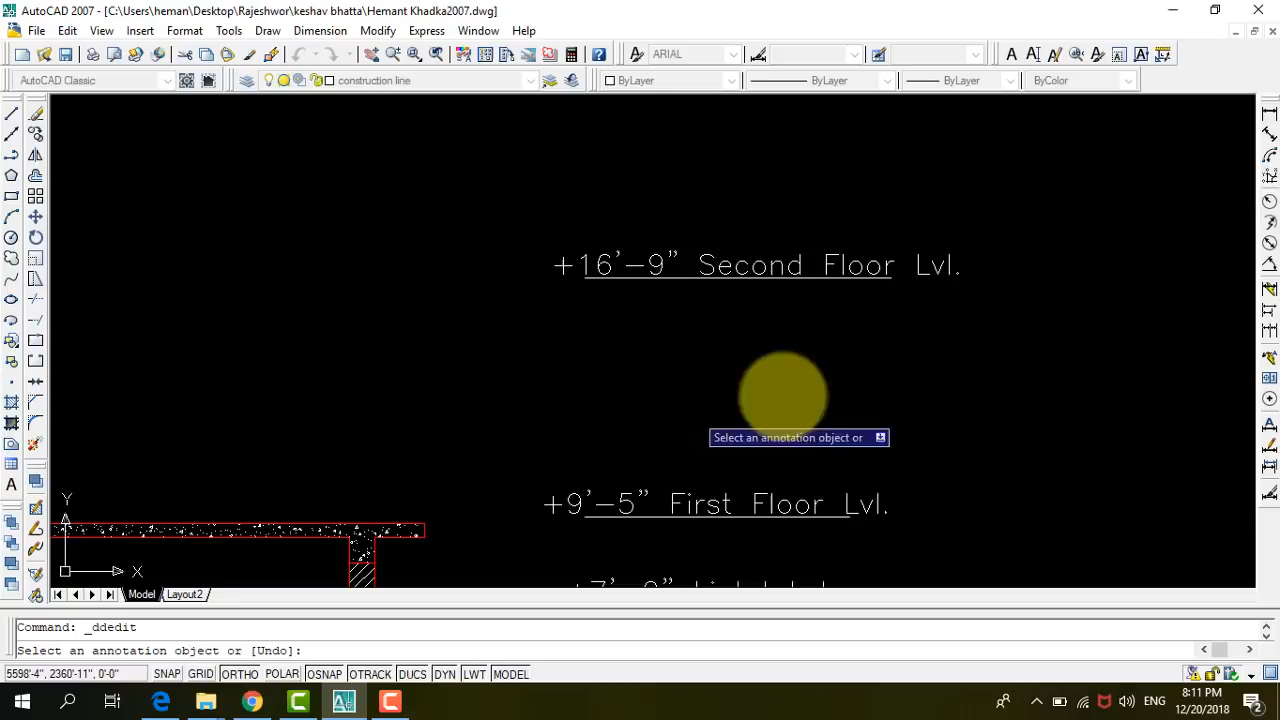 AutoCAD 2007 - [C:\Users\heman\Desktop\Rajeshwor\keshav bhatta\Hemant Khadka2007.dwg]
File Edit View Insert Format Tools Draw Dimension Modify Express Window Help
ARIAL
AutoCAD Classic construction line ByLayer ByLayer ByLayer ByColor
+16'-9" Second Floor Lvl.
Select an annotation object or
+9'-5" First Floor Lvl.
Y
X
Model Layout2
Command: _ddedit
Select an annotation object or [Undo]:
5598'-4", 2360'-11", 0'-0" SNAP GRID ORTHO POLAR OSNAP OTRACK DUCS DYN LWT MODEL
ENG
8:11 PM
12/20/2018
2